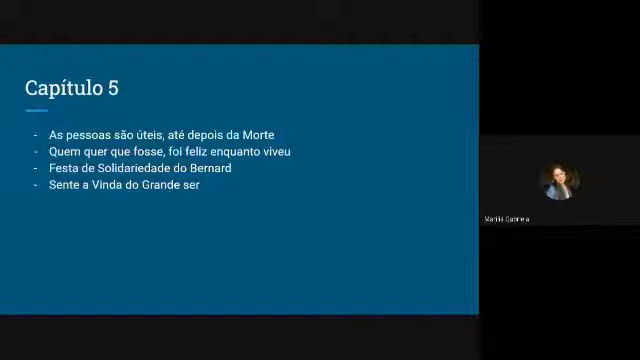 Capítulo 5
- As pessoas são úteis, até depois da Morte
- Quem quer que fosse, foi feliz enquanto viveu
- Festa de Solidariedade do Bernard
- Sente a Vinda do Grande ser
Gabriela